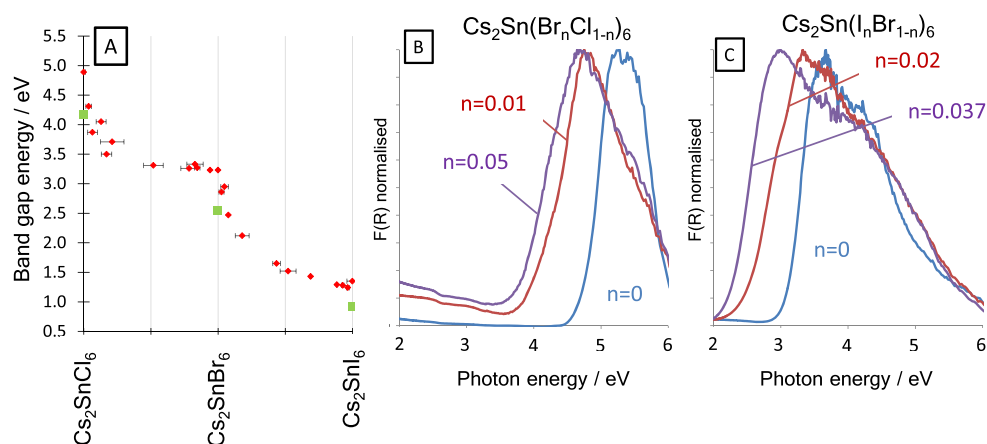 A
Band gap energy / eV
5.5
5.0
4.5
4.0
3.5
3.0
2.5
2.0
1.5
1.0
0.5
Cs₂SnCl₆
Cs₂SnBr₆
Cs₂SnI₆
Cs₂Sn(BrₙCl₁₋ₙ)₆
B
n=0.01
n=0.05
n=0
F(R) normalised
2 3 4 5 6
Photon energy / eV
Cs₂Sn(IₙBr₁₋ₙ)₆
C
n=0.02
n=0.037
n=0
F(R) normalised
2 3 4 5 6
Photon energy / eV